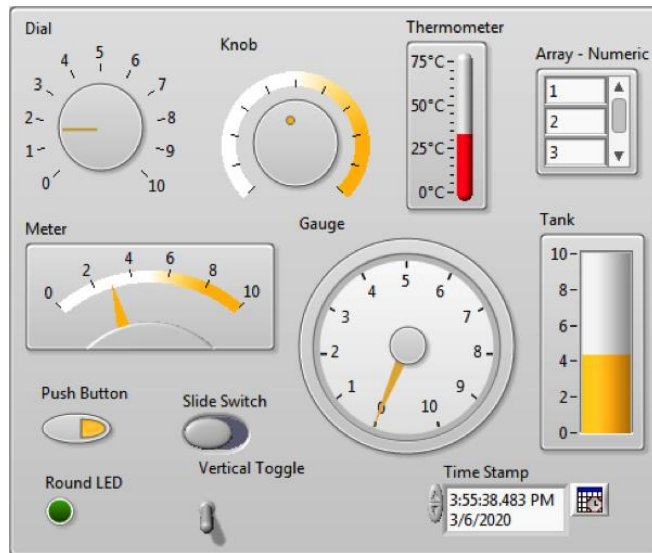 Dial
0
1
2
3
4
5
6
7
8
9
10
Knob
Thermometer
75°C
50°C
25°C
0°C
Array - Numeric
1
2
3
Meter
0
2
4
6
8
10
Gauge
0
1
2
3
4
5
6
7
8
9
10
Tank
10
8
6
4
2
0
Push Button
Slide Switch
Round LED
Vertical Toggle
Time Stamp
3:55:38.483 PM
3/6/2020